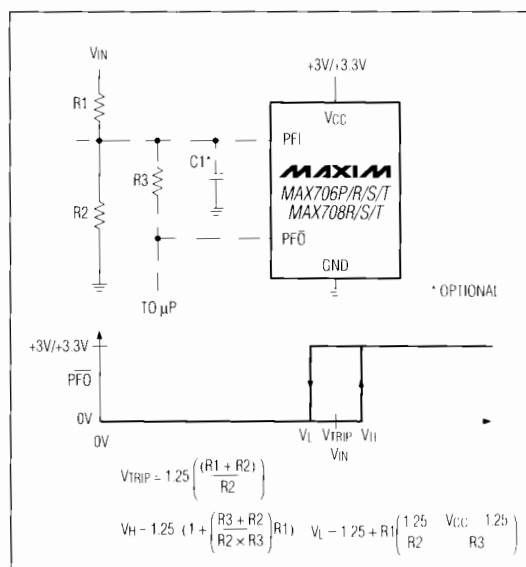 VIN
+3V/+3.3V
R1
VCC
PFI
C1*
MAXIM
R3
MAX706P/R/S/T
MAX708R/S/T
R2
PFO
GND
* OPTIONAL
TO µP
+3V/+3.3V
PFO
0V
0V
VL VTRIP VH
VIN
VTRIP = 1.25 ((R1 + R2) / R2)
VH = 1.25 (1 + (R3 + R2 / R2 × R3) R1) VL = 1.25 + R1 (1.25 / R2 VCC 1.25 / R3)